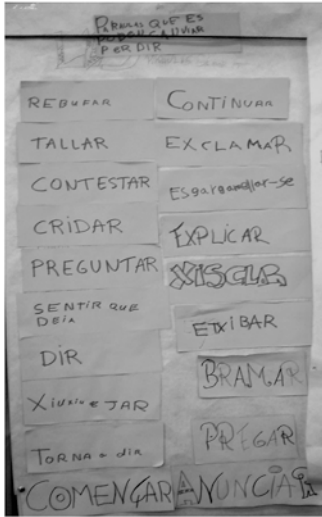 PARAULES QUE ES
PODEN CANVIAR
PER DIR
REBUFAR
TALLAR
CONTESTAR
CRIDAR
PREGUNTAR
SENTIR QUE
DEIA
DIR
XIUXIUEJAR
TORNA a dir
COMENÇAR
CONTINUAR
EXCLAMAR
Esgargamellar-se
EXPLICAR
XISCLAR
ETXIBAR
BRAMAR
PREGAR
ANUNCIAR